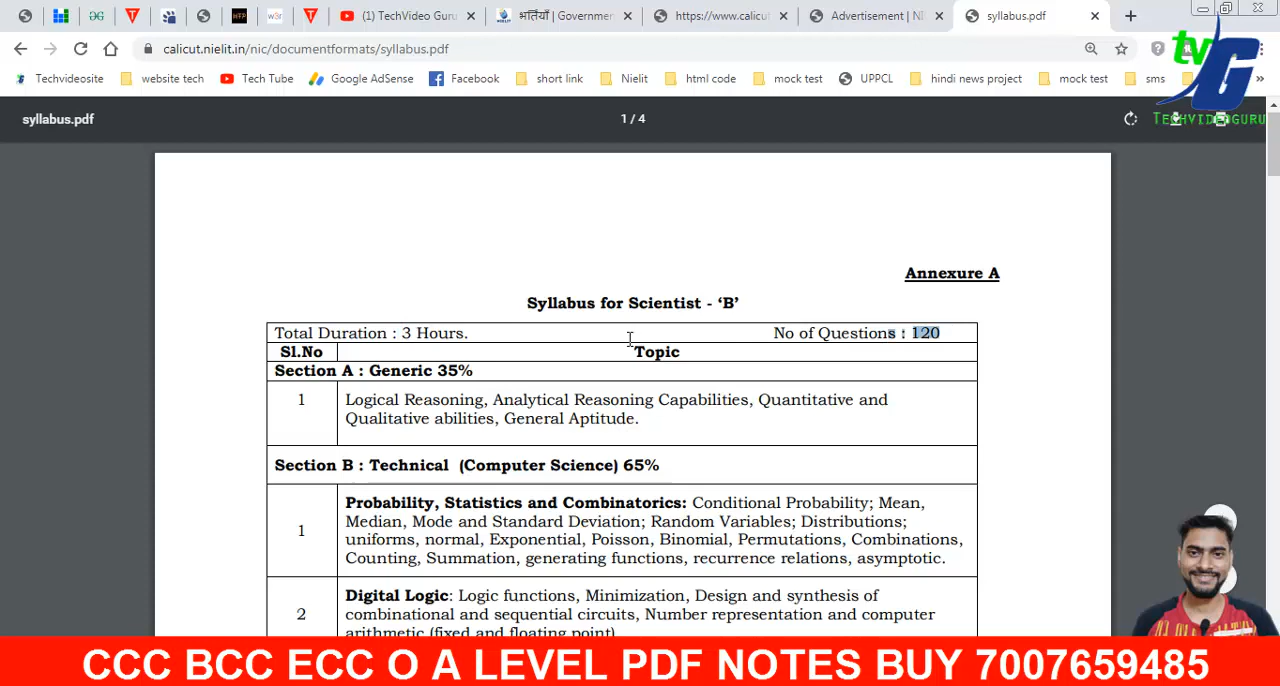 (1) TechVideo Guru
भर्तियाँ | Governmen
https://www.calicut
Advertisement | NI
syllabus.pdf
calicut.nielit.in/nic/documentformats/syllabus.pdf
Techvideosite
website tech
Tech Tube
Google AdSense
Facebook
short link
Nielit
html code
mock test
UPPCL
hindi news project
mock test
sms
»
tv
G
TECHVIDEOGURU
syllabus.pdf
1 / 4
Annexure A
Syllabus for Scientist - ‘B’
Total Duration : 3 Hours. No of Questions : 120
Sl.No Topic
Section A : Generic 35%
1 Logical Reasoning, Analytical Reasoning Capabilities, Quantitative and
Qualitative abilities, General Aptitude.
Section B : Technical (Computer Science) 65%
Probability, Statistics and Combinatorics: Conditional Probability; Mean,
Median, Mode and Standard Deviation; Random Variables; Distributions;
1
uniforms, normal, Exponential, Poisson, Binomial, Permutations, Combinations,
Counting, Summation, generating functions, recurrence relations, asymptotic.
Digital Logic: Logic functions, Minimization, Design and synthesis of
2 combinational and sequential circuits, Number representation and computer
arithmetic (fixed and floating point)
CCC BCC ECC O A LEVEL PDF NOTES BUY 7007659485